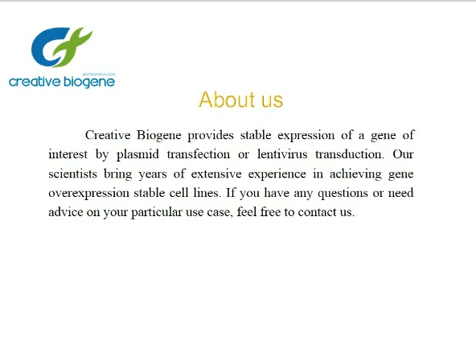 BIOTECHNOLOGY
creative biogene
About us
Creative Biogene provides stable expression of a gene of
interest by plasmid transfection or lentivirus transduction. Our
scientists bring years of extensive experience in achieving gene
overexpression stable cell lines. If you have any questions or need
advice on your particular use case, feel free to contact us.